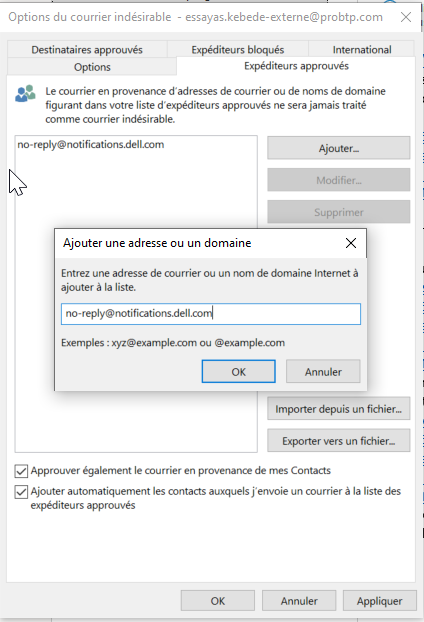 Options du courrier indésirable - essayas.kebede-externe@probtp.com
Destinataires approuvés
Expéditeurs bloqués
International
Options
Expéditeurs approuvés
Le courrier en provenance d'adresses de courrier ou de noms de domaine
figurant dans votre liste d'expéditeurs approuvés ne sera jamais traité
comme courrier indésirable.
no-reply@notifications.dell.com
Ajouter...
Modifier...
Supprimer
Ajouter une adresse ou un domaine
Entrez une adresse de courrier ou un nom de domaine Internet à
ajouter à la liste.
no-reply@notifications.dell.com
Exemples : xyz@example.com ou @example.com
OK
Annuler
Importer depuis un fichier...
Exporter vers un fichier...
Approuver également le courrier en provenance de mes Contacts
Ajouter automatiquement les contacts auxquels j'envoie un courrier à la liste des
expéditeurs approuvés
OK
Annuler
Appliquer